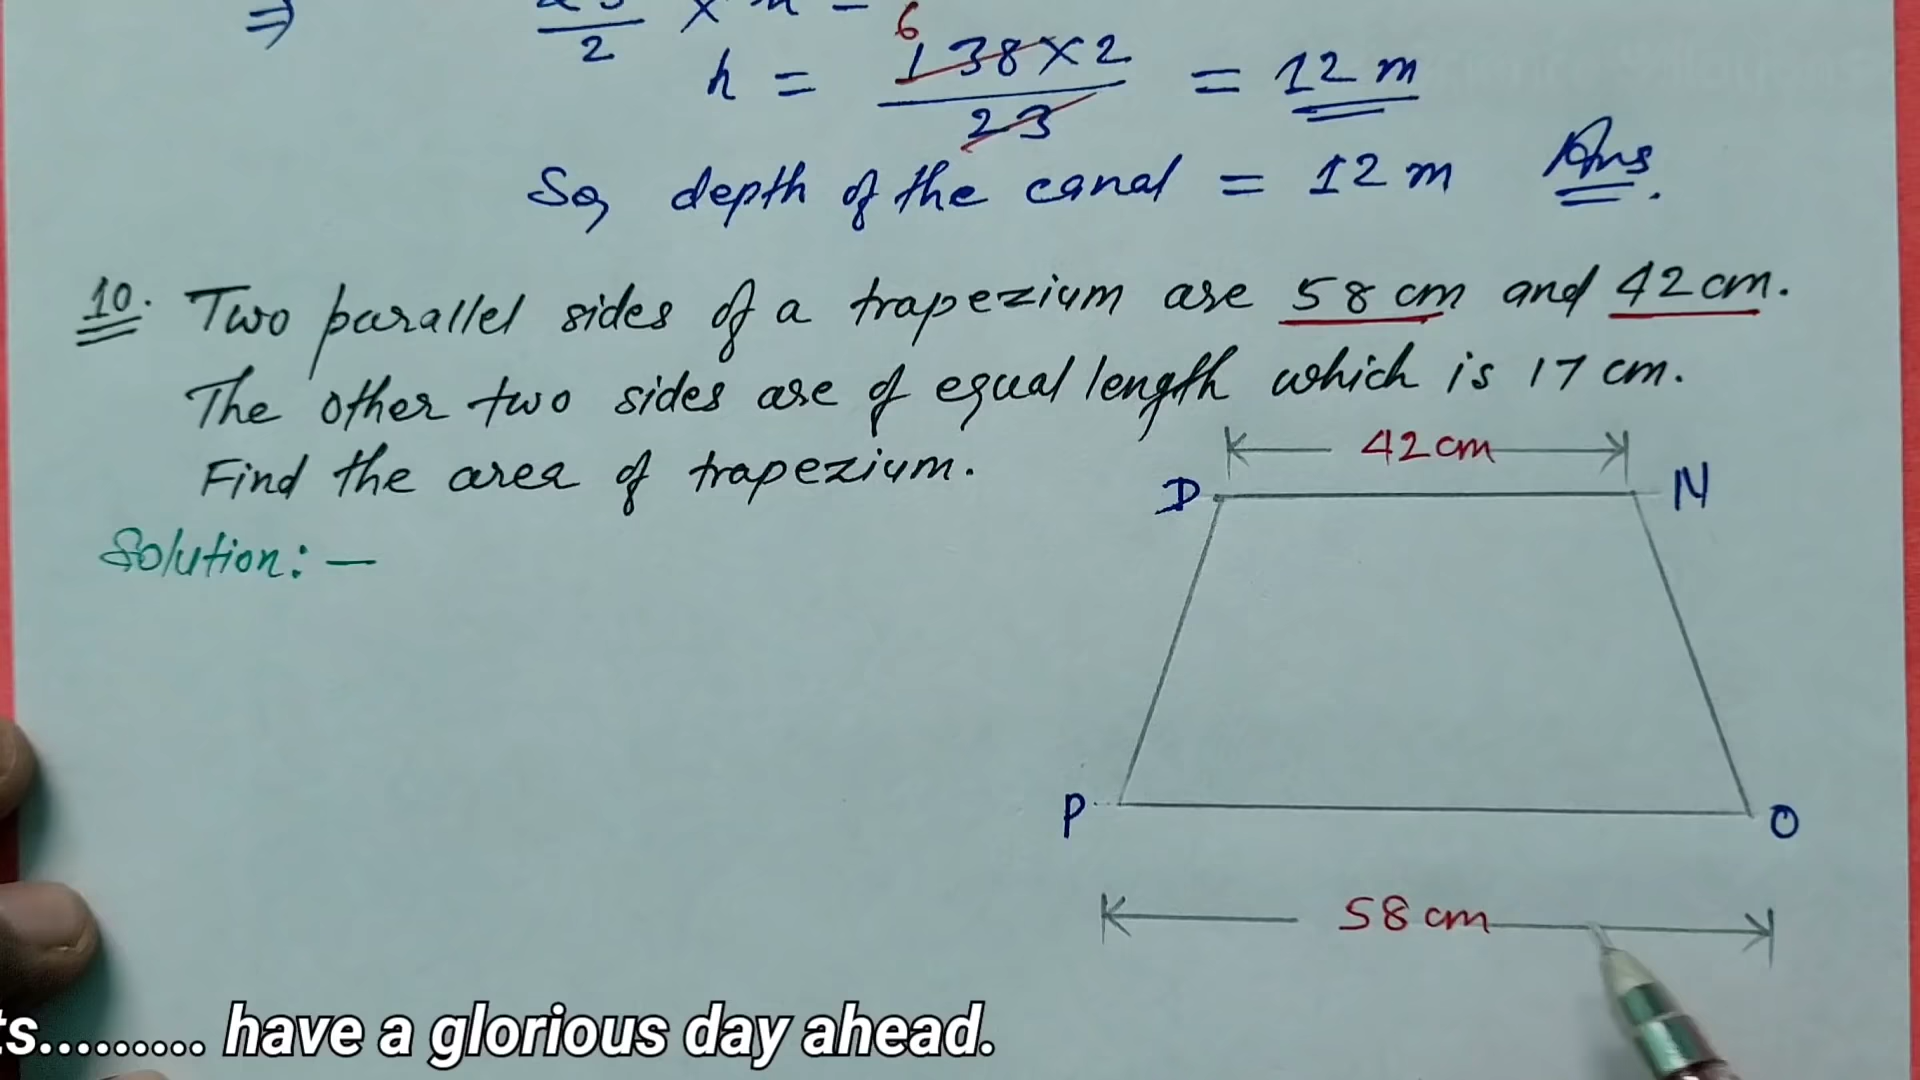 ⇒ 2 ×
6
h = 138×2 / 23 = 12 m
So, depth of the canal = 12 m Ans.
10. Two parallel sides of a trapezium are 58 cm and 42 cm.
The other two sides are of equal length which is 17 cm.
Find the area of trapezium.
Solution:—
42 cm
D N
P O
58 cm
......... have a glorious day ahead.